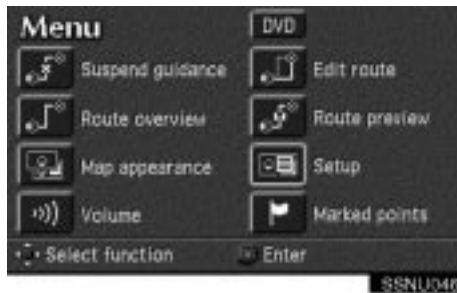 Menu DVD
Suspend guidance Edit route
Route overview Route preview
Map appearance Setup
Volume Marked points
Select function Enter
SSNU046